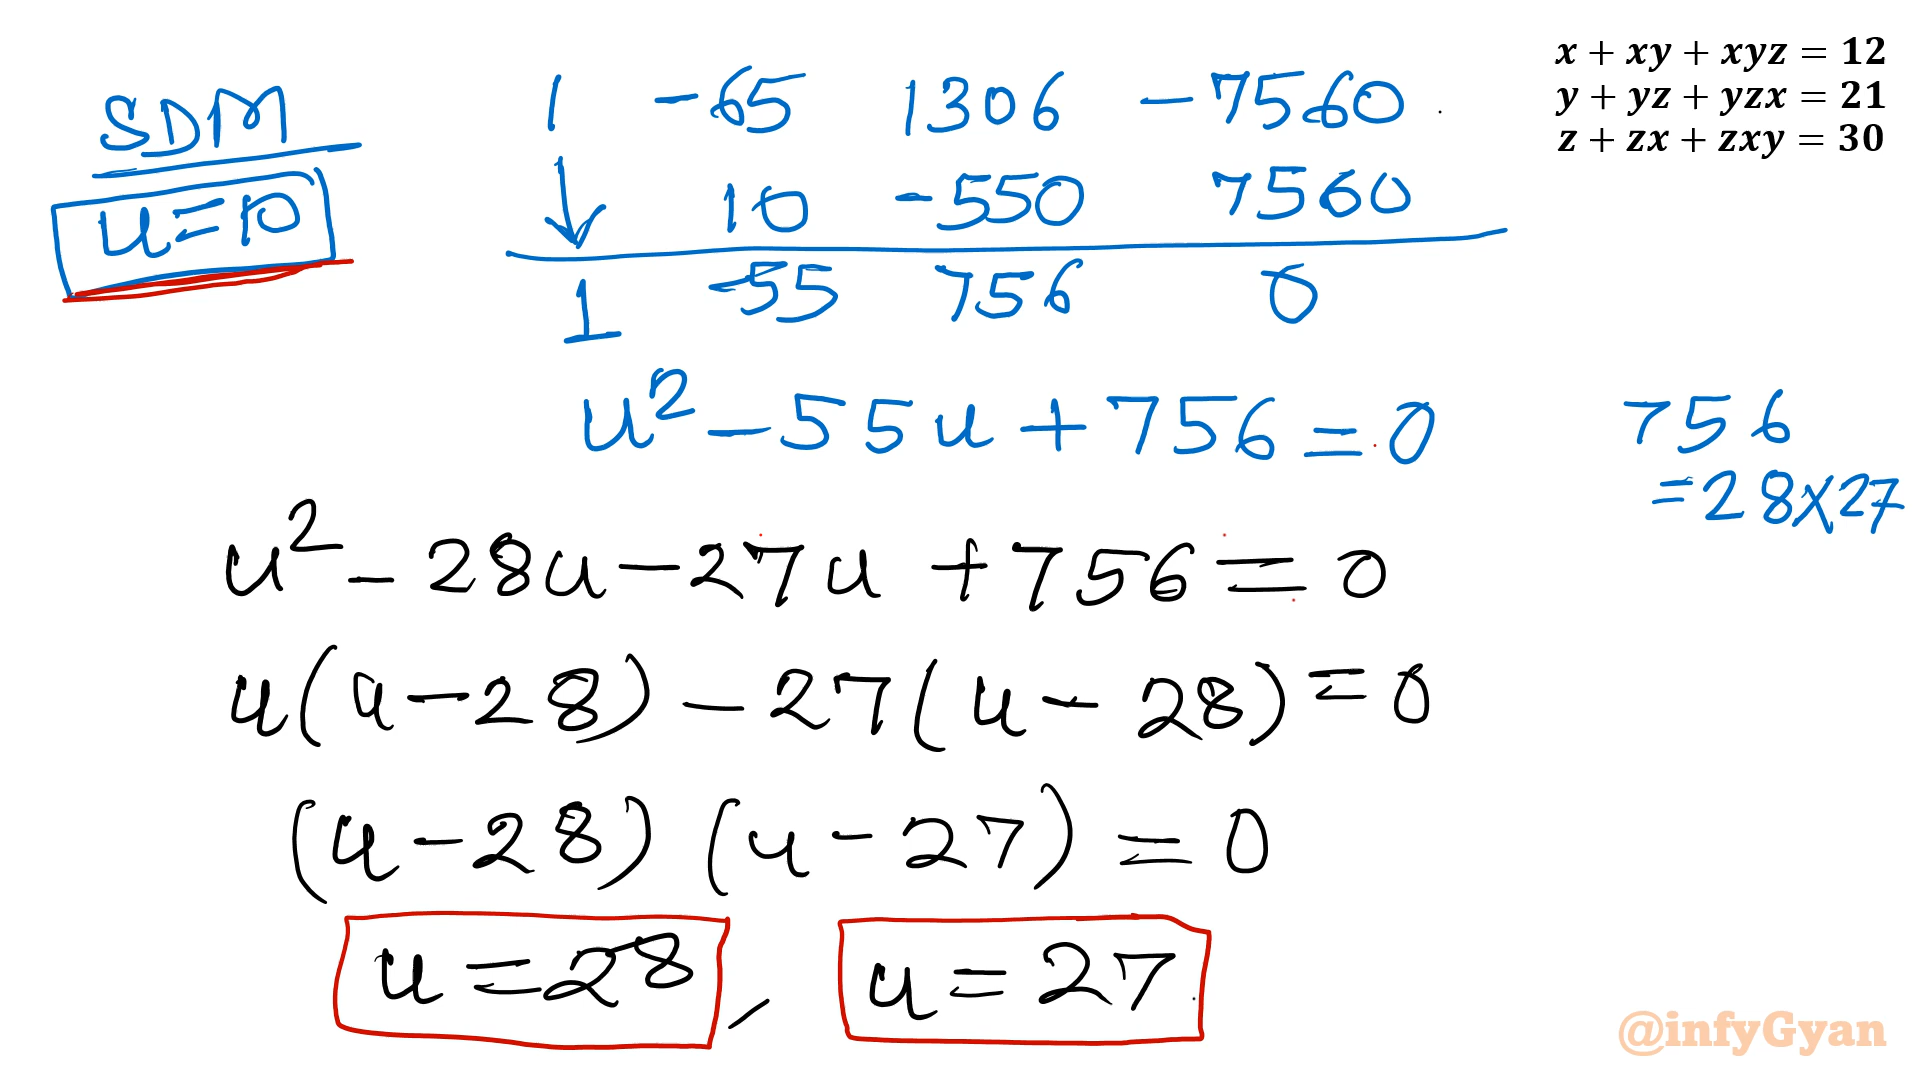 SDM
u=10
1 -65 1306 -7560
10 -550 7560
1 -55 756 0
u² - 55u + 756 = 0
756
= 28×27
u² - 28u - 27u + 756 = 0
u(u-28) - 27(u-28) = 0
(u-28) (u-27) = 0
u=28, u=27
x + xy + xyz = 12
y + yz + yzx = 21
z + zx + zxy = 30
@infyGyan